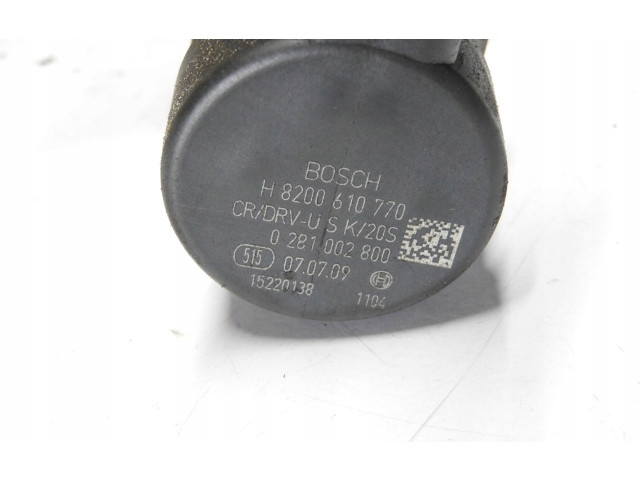 BOSCH
H 8200 610 770
CR/DRV-U S K/20S
0 281 002 800
515 07.07.09
15220138 1104